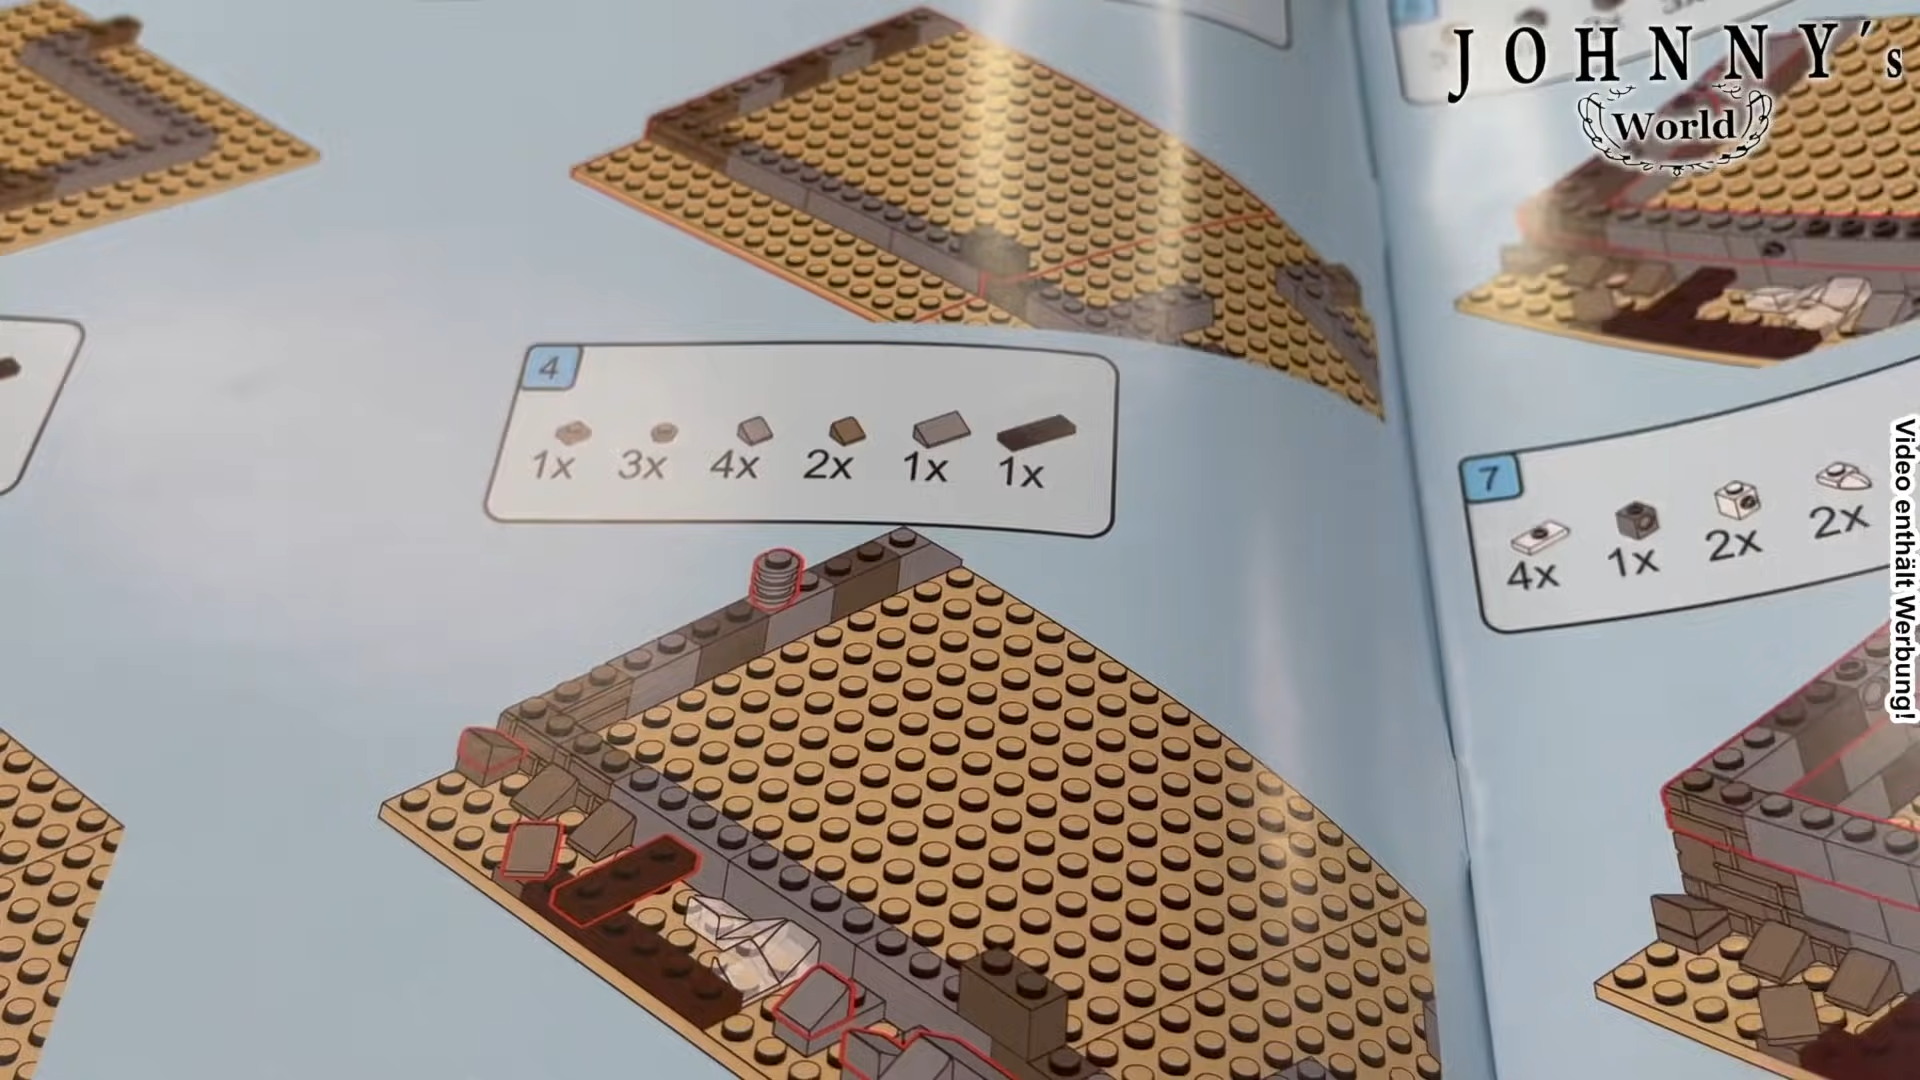 JOHNNY´s
World
4
1x 3x 4x 2x 1x 1x
7
4x 1x 2x 2x
Video enthält Werbung!